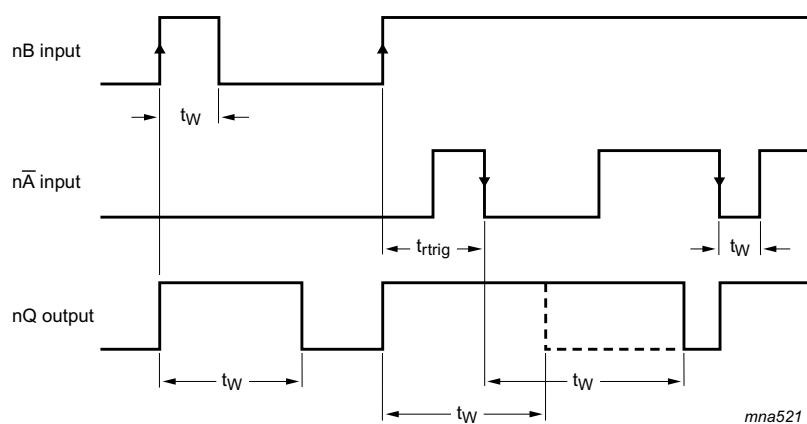 nB input
tW
nA̅ input
trtrig
tW
nQ output
tW
tW
tW
mna521